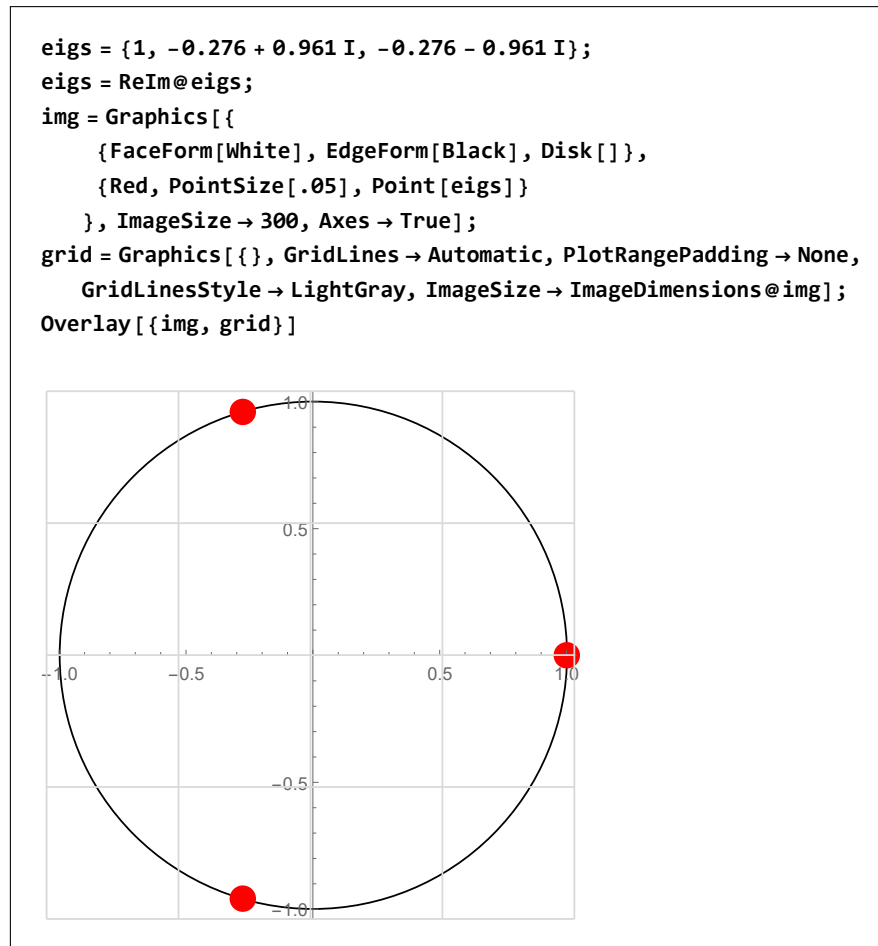 eigs = {1, -0.276 + 0.961 I, -0.276 - 0.961 I};
eigs = ReIm@eigs;
img = Graphics[{
{FaceForm[White], EdgeForm[Black], Disk[]},
{Red, PointSize[.05], Point[eigs]}
}, ImageSize → 300, Axes → True];
grid = Graphics[{}, GridLines → Automatic, PlotRangePadding → None,
GridLinesStyle → LightGray, ImageSize → ImageDimensions@img];
Overlay[{img, grid}]
1.0
0.5
-1.0 -0.5 0.5 1.0
-0.5
-1.0